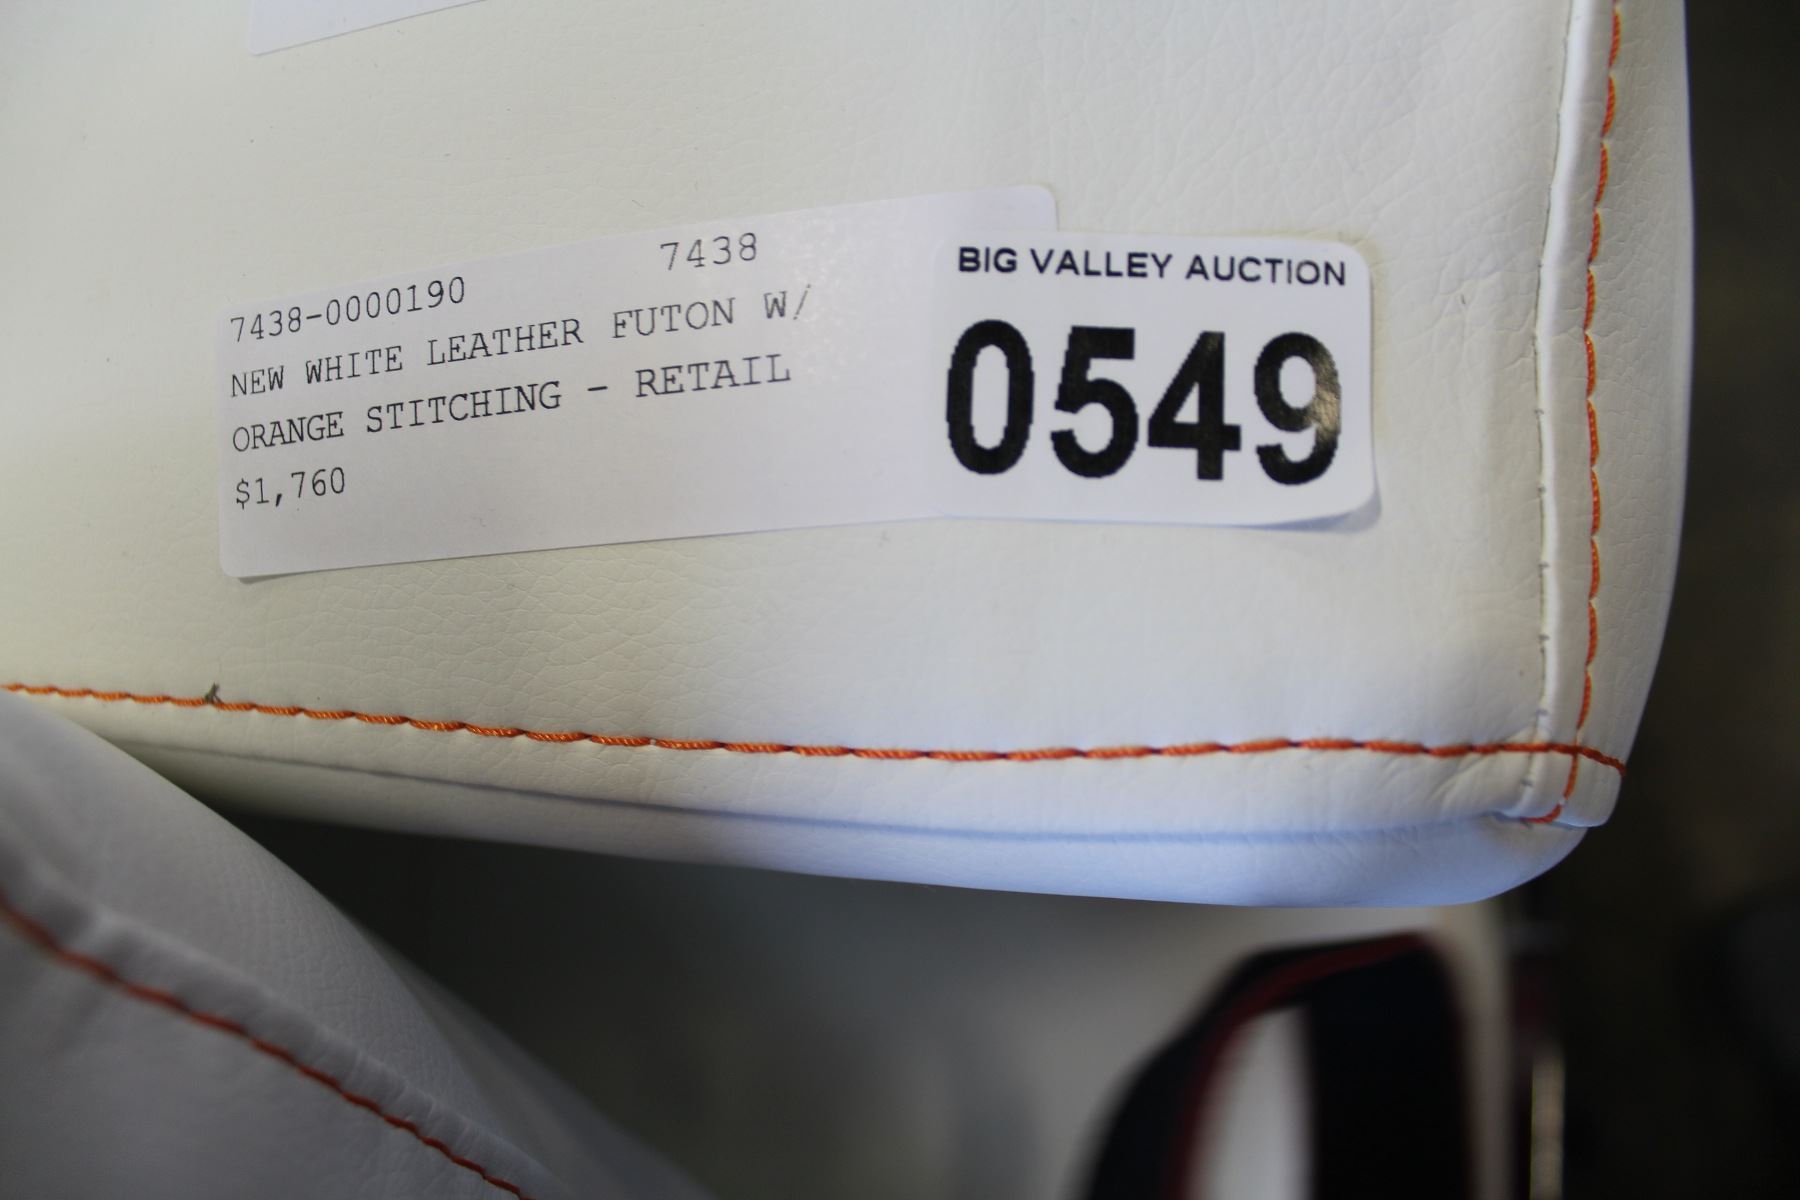 7438-0000190 7438
NEW WHITE LEATHER FUTON W/
ORANGE STITCHING - RETAIL
$1,760
BIG VALLEY AUCTION
0549